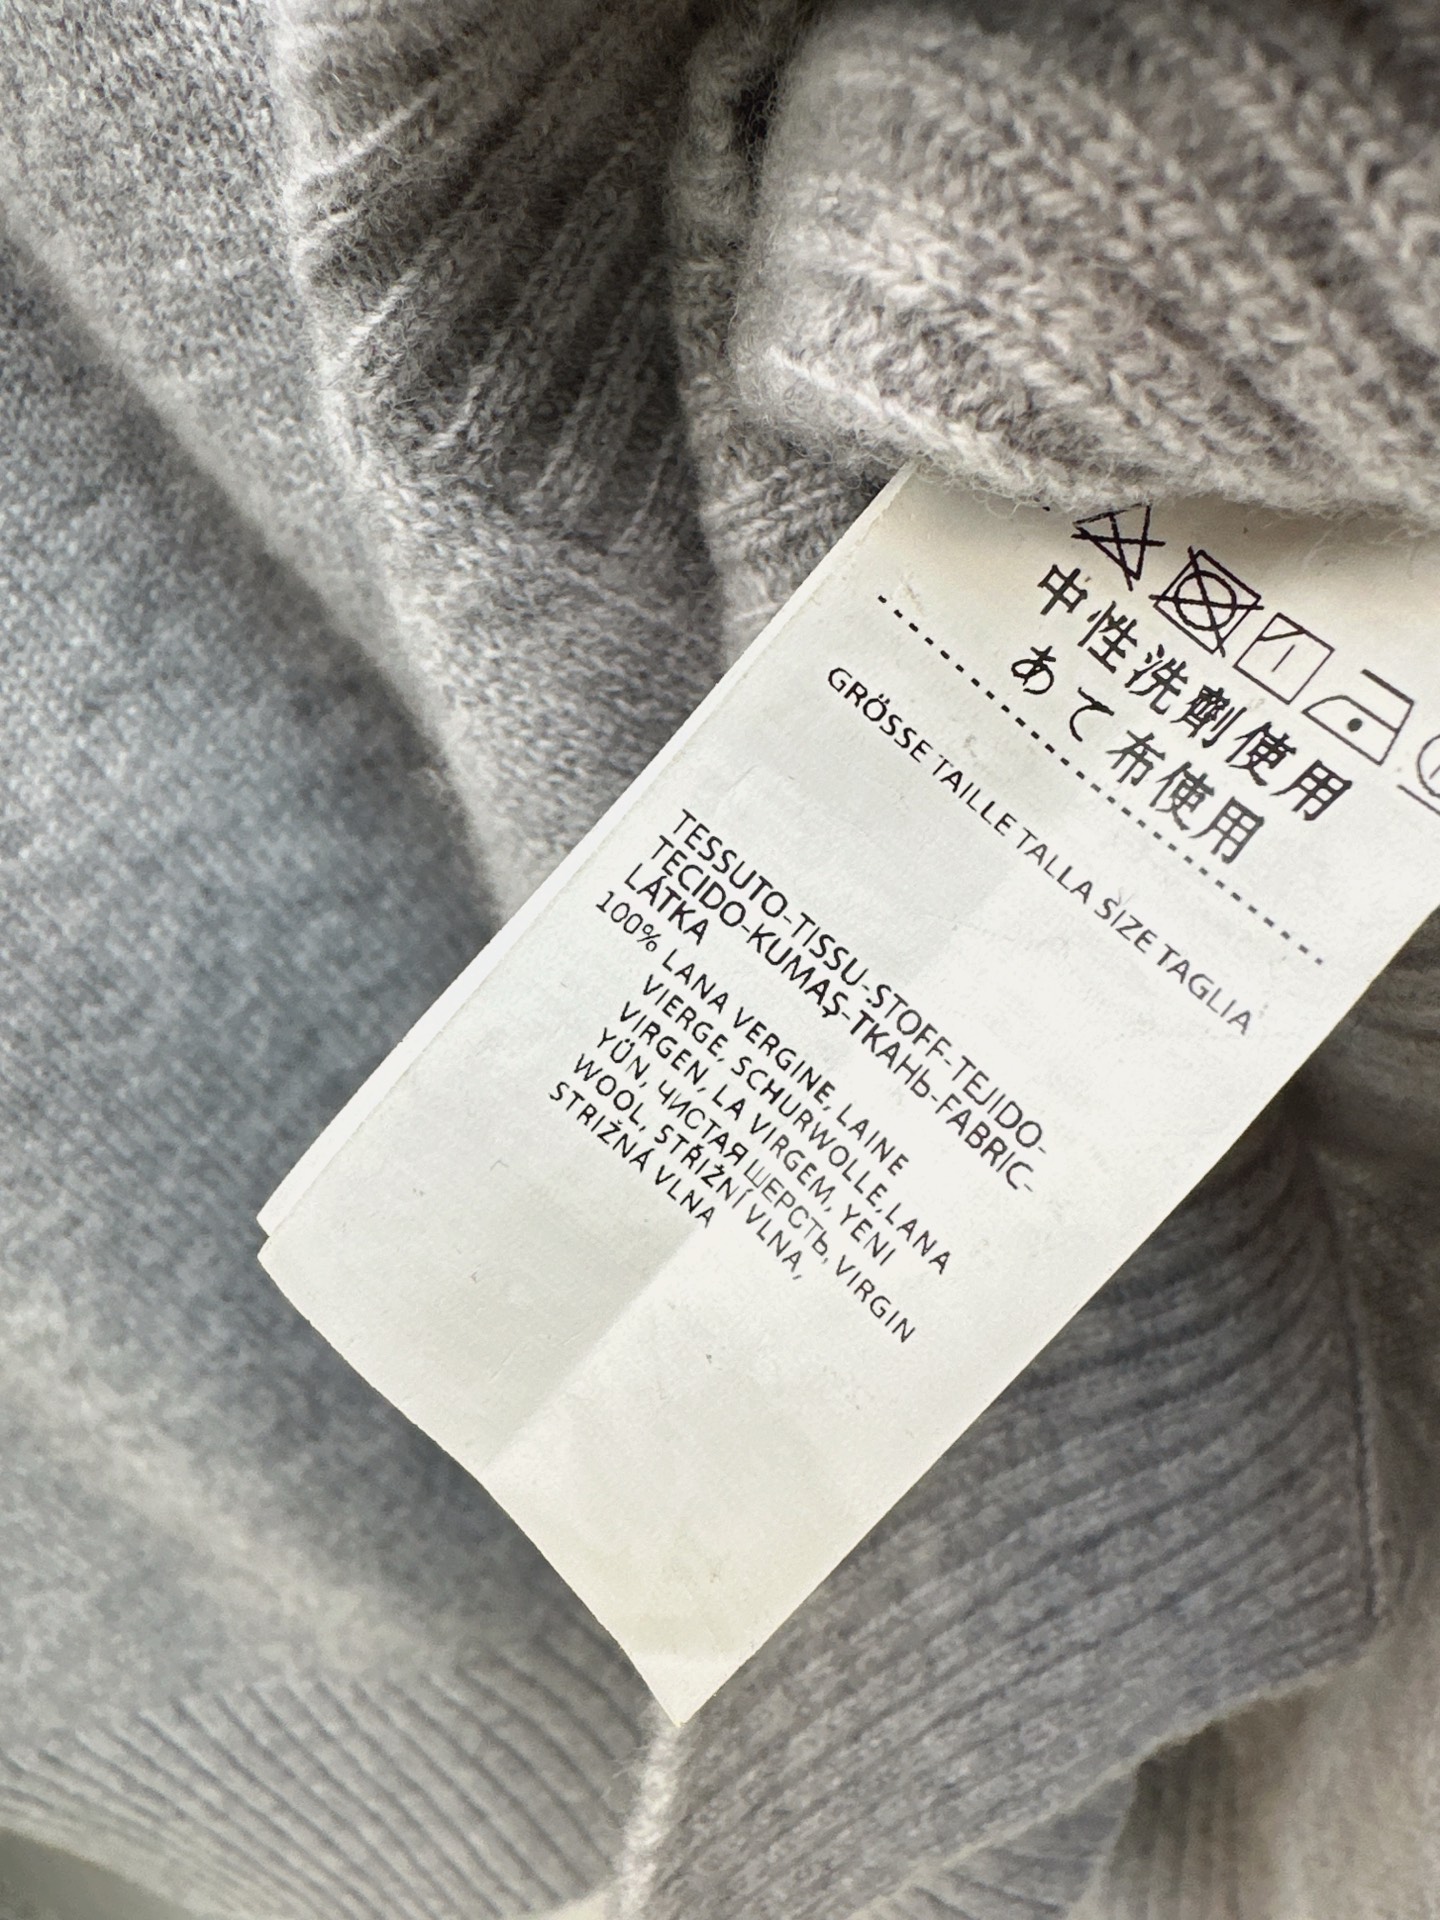 中性洗剤使用
あて布使用
GRÖSSE TAILLE TALLA SIZE TAGLIA
TESSUTO-TISSU-STOFF-TEJIDO-
TECIDO-KUMAŞ-ТКАНЬ-FABRIC-
LÁTKA
100% LANA VERGINE, LAINE
VIERGE, SCHURWOLLE, LANA
VIRGEN, LA VIRGEM, YENI
YÜN, ЧИСТАЯ ШЕРСТЬ, VIRGIN
WOOL, STŘIŽNÍ VLNA,
STRIŽNÁ VLNA